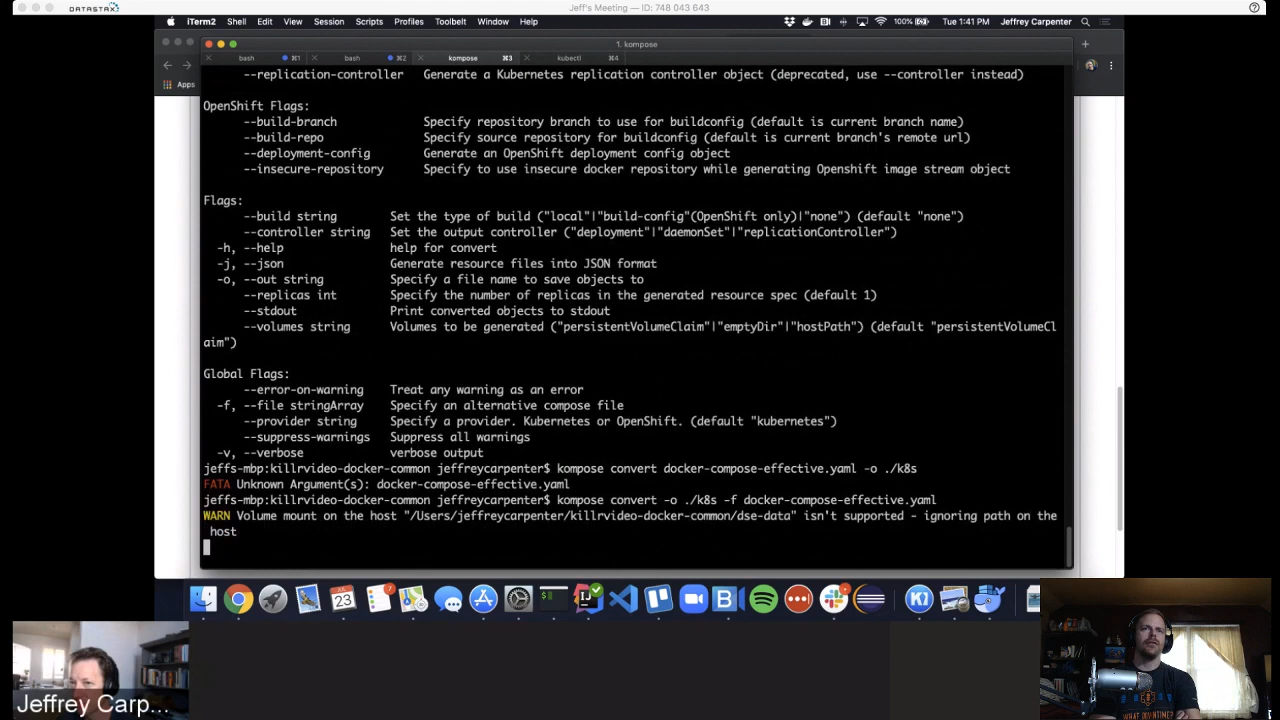 DATASTAX
Jeff's Meeting — ID: 748 043 643
iTerm2 Shell Edit View Session Scripts Profiles Toolbelt Window Help
100% Tue 1:41 PM Jeffrey Carpenter
1. kompose
bash ⌘1 bash ⌘2 kompose ⌘3 kubectl ⌘4
Apps
--replication-controller Generate a Kubernetes replication controller object (deprecated, use --controller instead)
OpenShift Flags:
--build-branch Specify repository branch to use for buildconfig (default is current branch name)
--build-repo Specify source repository for buildconfig (default is current branch's remote url)
--deployment-config Generate an OpenShift deployment config object
--insecure-repository Specify to use insecure docker repository while generating Openshift image stream object
Flags:
--build string Set the type of build ("local"|"build-config"(OpenShift only)|"none") (default "none")
--controller string Set the output controller ("deployment"|"daemonSet"|"replicationController")
-h, --help help for convert
-j, --json Generate resource files into JSON format
-o, --out string Specify a file name to save objects to
--replicas int Specify the number of replicas in the generated resource spec (default 1)
--stdout Print converted objects to stdout
--volumes string Volumes to be generated ("persistentVolumeClaim"|"emptyDir"|"hostPath") (default "persistentVolumeCl
aim")
Global Flags:
--error-on-warning Treat any warning as an error
-f, --file stringArray Specify an alternative compose file
--provider string Specify a provider. Kubernetes or OpenShift. (default "kubernetes")
--suppress-warnings Suppress all warnings
-v, --verbose verbose output
jeffs-mbp:killrvideo-docker-common jeffreycarpenter$ kompose convert docker-compose-effective.yaml -o ./k8s
FATA Unknown Argument(s): docker-compose-effective.yaml
jeffs-mbp:killrvideo-docker-common jeffreycarpenter$ kompose convert -o ./k8s -f docker-compose-effective.yaml
WARN Volume mount on the host "/Users/jeffreycarpenter/killrvideo-docker-common/dse-data" isn't supported - ignoring path on the
host
23
7
Jeffrey Carp...
WHAT DOWNTIME?